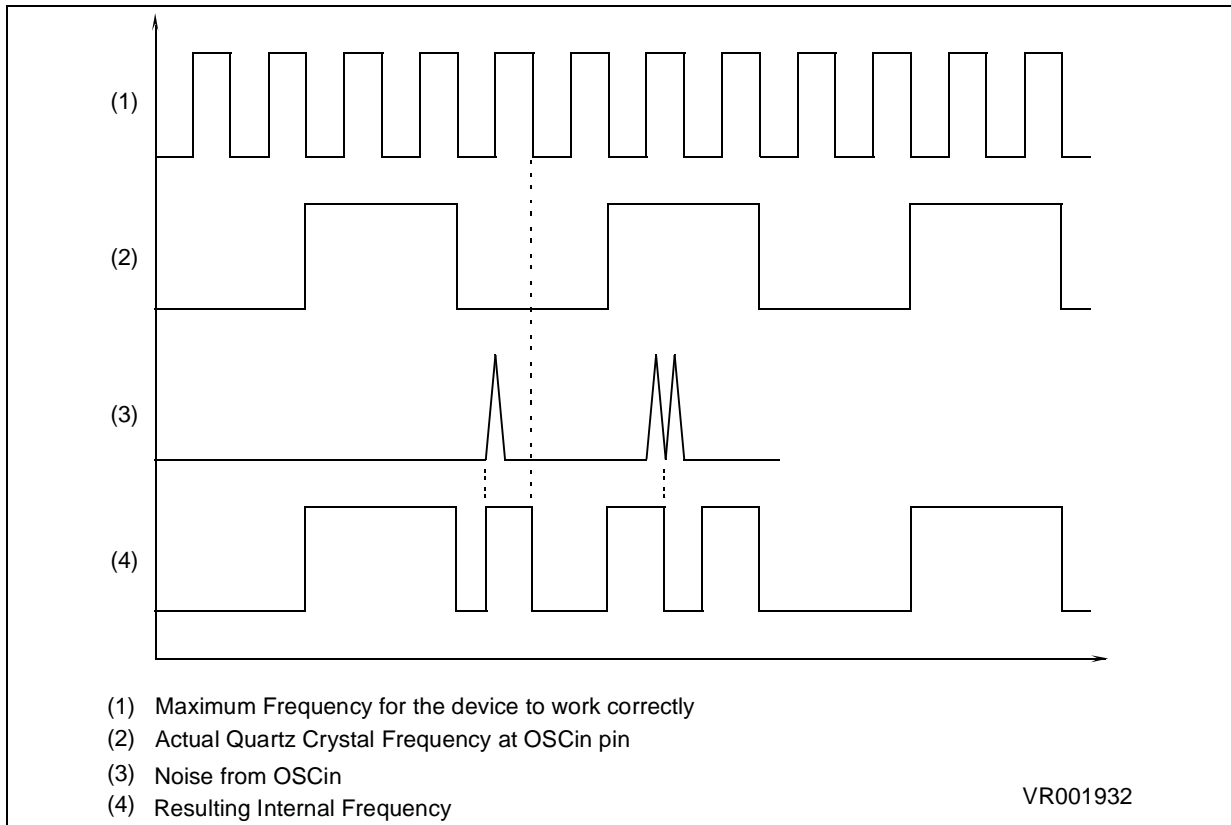 (1)
(2)
(3)
(4)
(1) Maximum Frequency for the device to work correctly
(2) Actual Quartz Crystal Frequency at OSCin pin
(3) Noise from OSCin
(4) Resulting Internal Frequency
VR001932